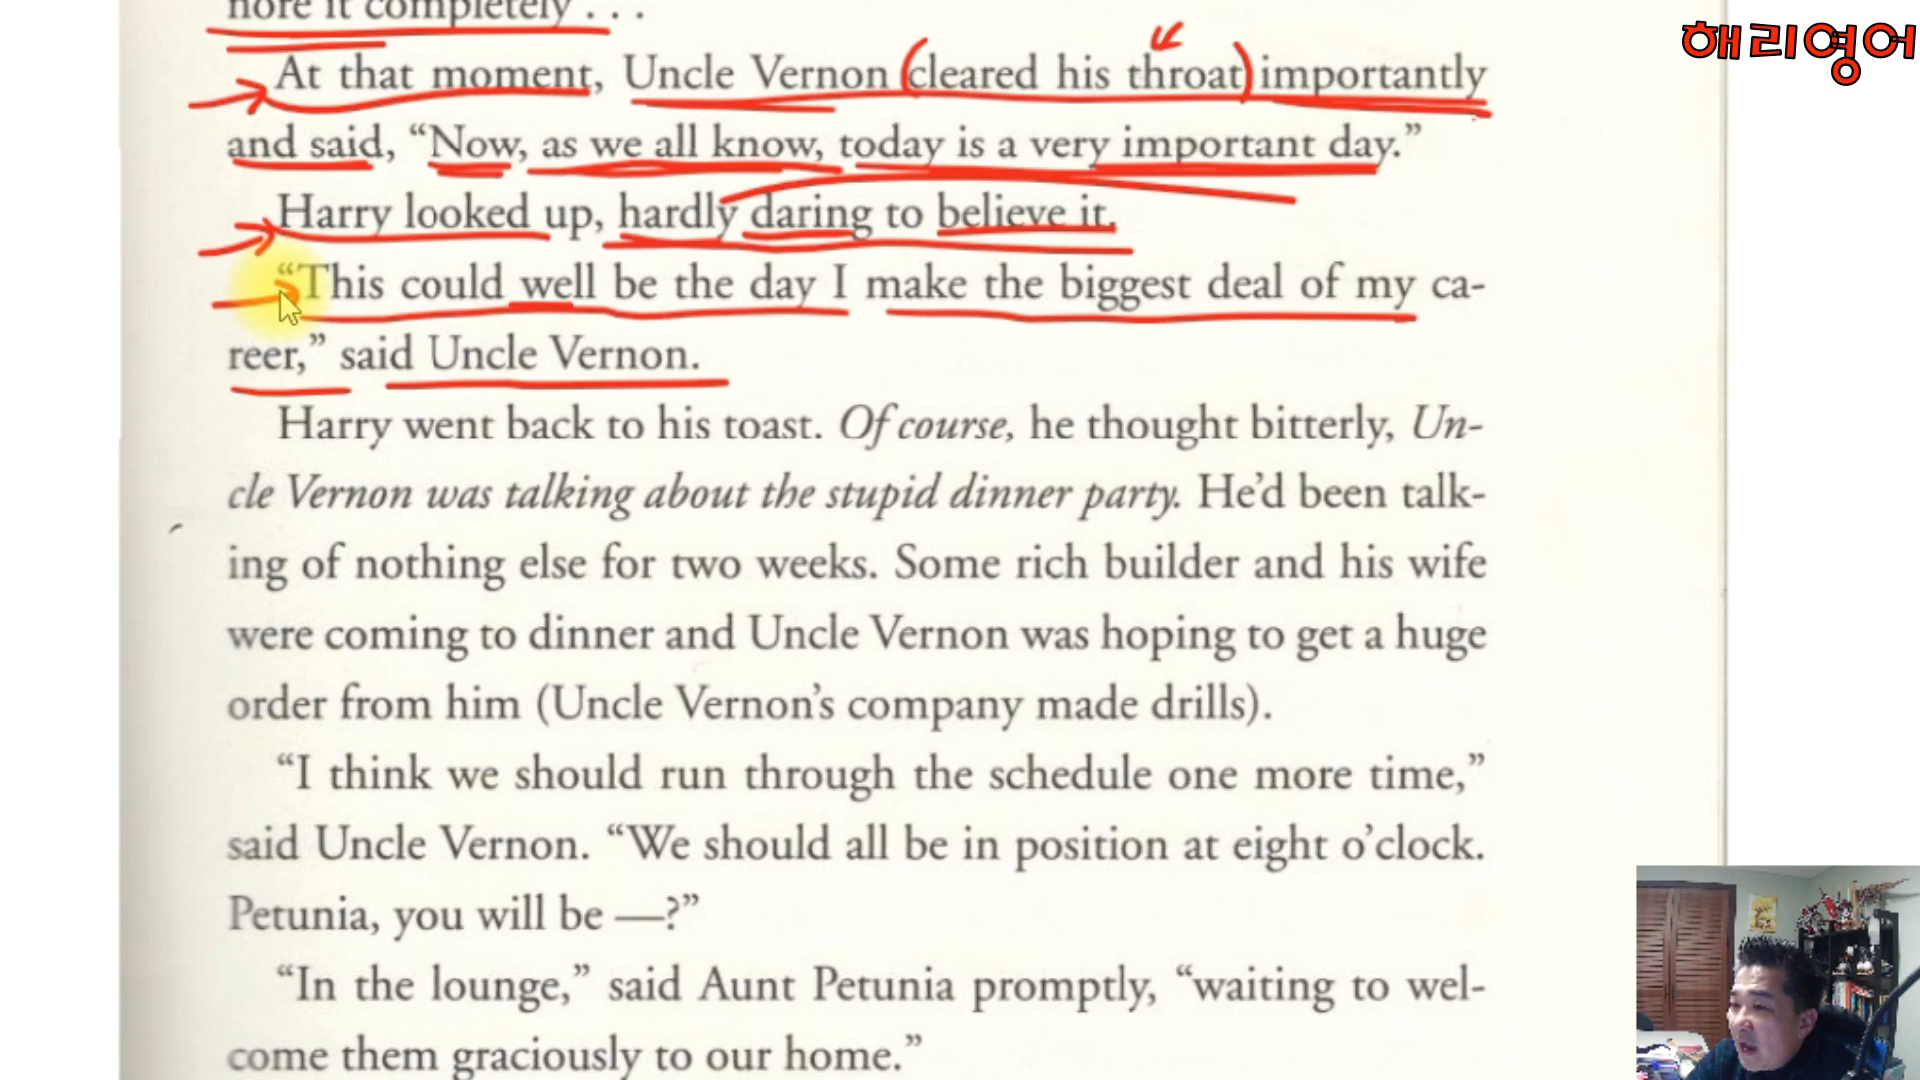 nore it completely . . .
해리영어
At that moment, Uncle Vernon cleared his throat importantly
and said, “Now, as we all know, today is a very important day.”
Harry looked up, hardly daring to believe it.
“This could well be the day I make the biggest deal of my ca-
reer,” said Uncle Vernon.
Harry went back to his toast. Of course, he thought bitterly, Un-
cle Vernon was talking about the stupid dinner party. He’d been talk-
ing of nothing else for two weeks. Some rich builder and his wife
were coming to dinner and Uncle Vernon was hoping to get a huge
order from him (Uncle Vernon’s company made drills).
“I think we should run through the schedule one more time,”
said Uncle Vernon. “We should all be in position at eight o’clock.
Petunia, you will be —?”
“In the lounge,” said Aunt Petunia promptly, “waiting to wel-
come them graciously to our home.”